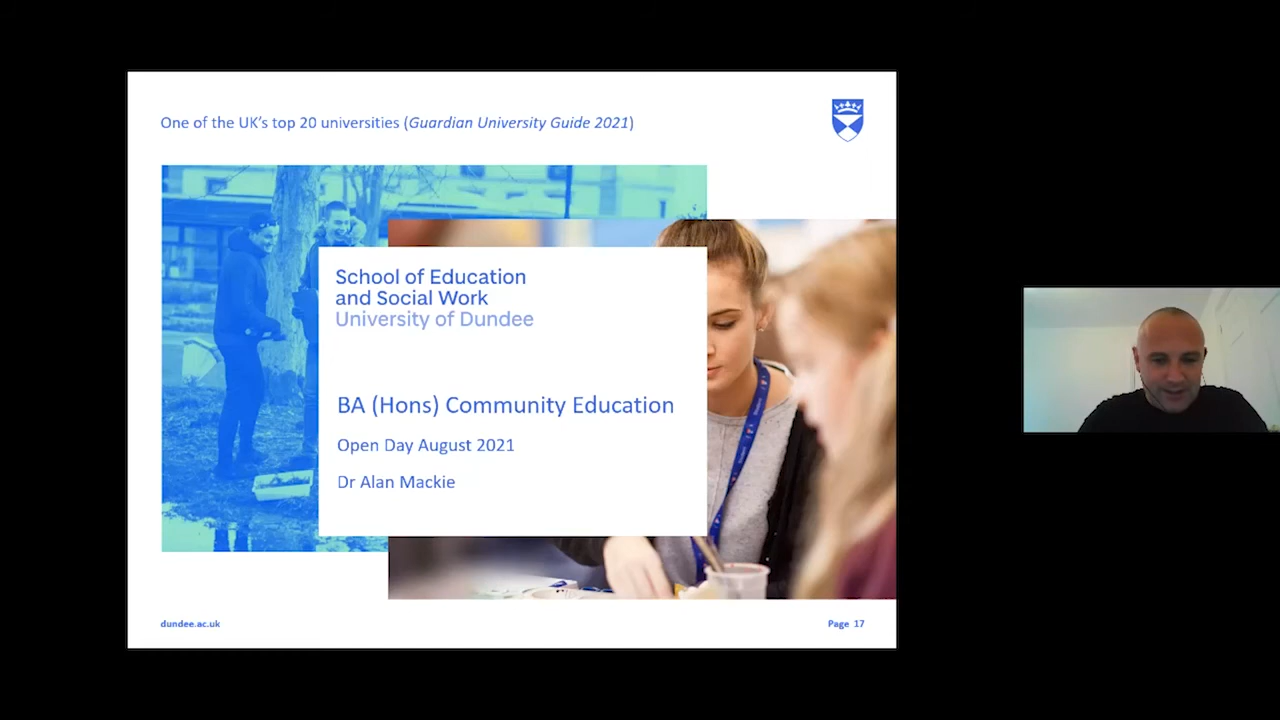 One of the UK's top 20 universities (Guardian University Guide 2021)
School of Education
and Social Work
University of Dundee
BA (Hons) Community Education
Open Day August 2021
Dr Alan Mackie
dundee.ac.uk
Page 17